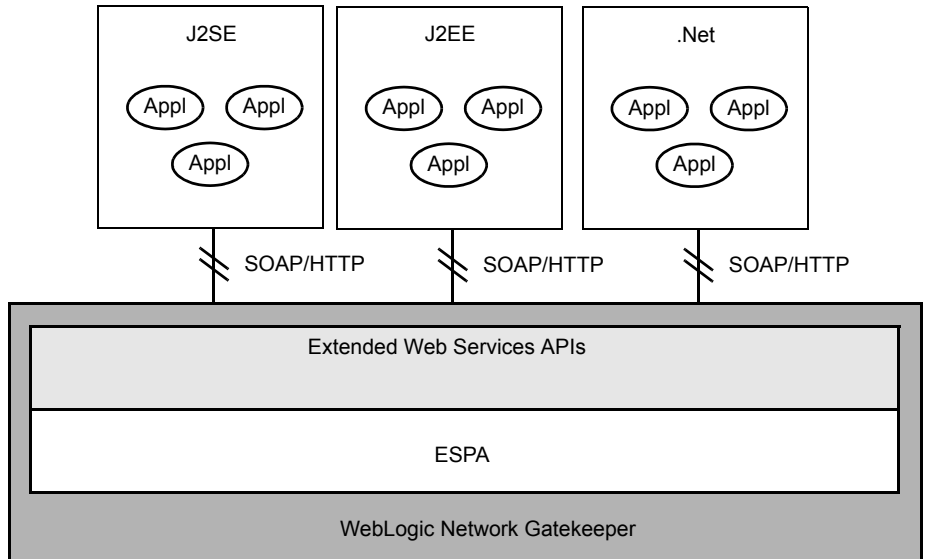 J2SE
J2EE
.Net
Appl Appl
Appl Appl
Appl Appl
Appl
Appl
Appl
SOAP/HTTP
SOAP/HTTP
SOAP/HTTP
Extended Web Services APIs
ESPA
WebLogic Network Gatekeeper